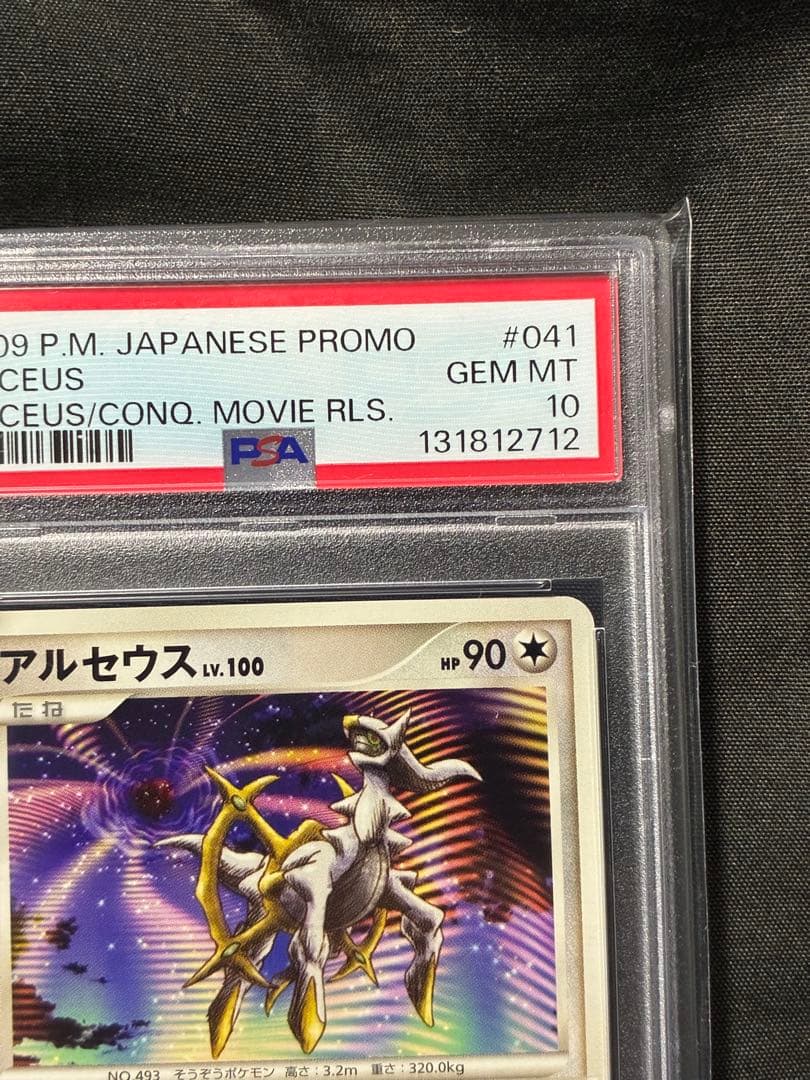 09 P.M. JAPANESE PROMO #041
CEUS GEM MT
CEUS/CONQ. MOVIE RLS. 10
PSA 131812712
アルセウス LV.100 HP 90
たね
NO.493 そうぞうポケモン 高さ：3.2m 重さ：320.0kg